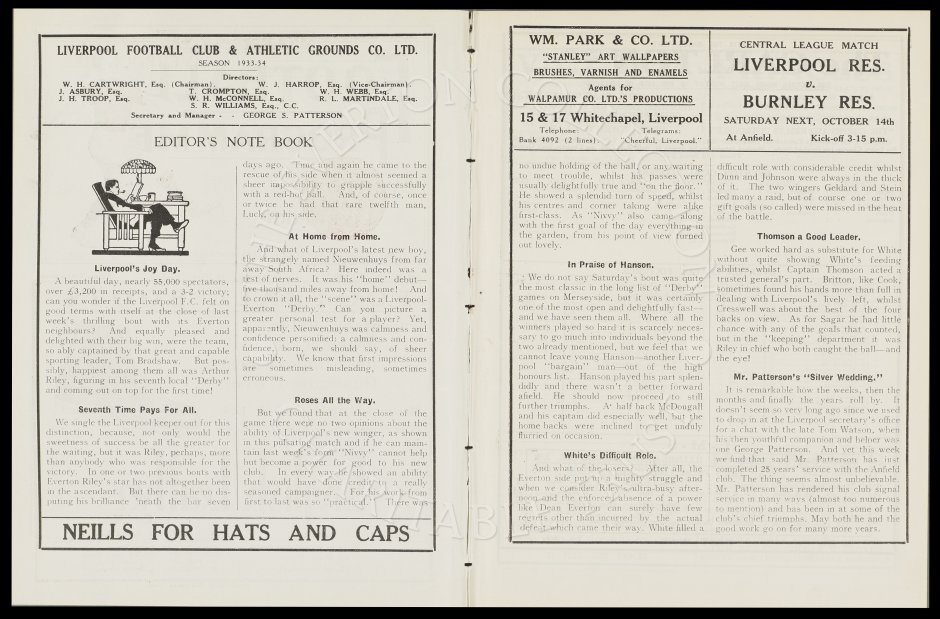 LIVERPOOL FOOTBALL CLUB & ATHLETIC GROUNDS CO. LTD.
SEASON 1933-34
Directors:
W. H. CARTWRIGHT, Esq. (Chairman). W. J. HARROP, Esq. (Vice-Chairman).
J. ASBURY, Esq. T. CROMPTON, Esq. W. H. WEBB, Esq.
J. H. TROOP, Esq. W. H. McCONNELL, Esq. R. L. MARTINDALE, Esq.
S. R. WILLIAMS, Esq., C.C.
Secretary and Manager - - GEORGE S. PATTERSON
EDITOR'S NOTE BOOK
Liverpool's Joy Day.
A beautiful day, nearly 55,000 spectators,
over £3,200 in receipts, and a 3-2 victory;
can you wonder if the Liverpool F.C. felt on
good terms with itself at the close of last
week's thrilling bout with its Everton
neighbours? And equally pleased and
delighted with their big win, were the team,
so ably captained by that great and capable
sporting leader, Tom Bradshaw. But pos-
sibly, happiest among them all was Arthur
Riley, figuring in his seventh local "Derby"
and coming out on top for the first time!
Seventh Time Pays For All.
We single the Liverpool keeper out for this
distinction, because, not only would the
sweetness of success be all the greater for
the waiting, but it was Riley, perhaps, more
than anybody who was responsible for the
victory. In one or two previous bouts with
Everton Riley's star has not altogether been
in the ascendant. But there can be no dis-
puting his brilliance 'neath the bar seven
days ago. Time and again he came to the
rescue of his side when it almost seemed a
sheer impossibility to grapple successfully
with a red-hot ball. And, of course, once
or twice he had that rare twelfth man,
Luck, on his side.
At Home from Home.
And what of Liverpool's latest new boy,
the strangely named Nieuwenhuys from far
away South Africa? Here indeed was a
test of nerves. It was his "home" debut—
five thousand miles away from home! And
to crown it all, the "scene" was a Liverpool-
Everton "Derby." Can you picture a
greater personal test for a player? Yet,
apparently, Nieuwenhuys was calmness and
confidence personified: a calmness and con-
fidence, born, we should say, of sheer
capability. We know that first impressions
are sometimes misleading, sometimes
erroneous.
Roses All the Way.
But we found that at the close of the
game there were no two opinions about the
ability of Liverpool's new winger, as shown
in this pulsating match and if he can main-
tain last week's form "Nivvy" cannot help
but become a power for good to his new
club. In every way he showed an ability
that would have done credit to a really
seasoned campaigner. For his work from
first to last was so "practical." There was
NEILLS FOR HATS AND CAPS
WM. PARK & CO. LTD.
"STANLEY" ART WALLPAPERS
BRUSHES, VARNISH AND ENAMELS
Agents for
WALPAMUR CO. LTD.'S PRODUCTIONS
15 & 17 Whitechapel, Liverpool
Telephone: Telegrams:
Bank 4092 (2 lines). "Cheerful, Liverpool."
CENTRAL LEAGUE MATCH
LIVERPOOL RES.
v.
BURNLEY RES.
SATURDAY NEXT, OCTOBER 14th
At Anfield. Kick-off 3-15 p.m.
no undue holding of the ball, or any waiting
to meet trouble, whilst his passes were
usually delightfully true and "on the floor."
He showed a splendid turn of speed, whilst
his centres and corner taking were alike
first-class. As "Nivvy" also came along
with the first goal of the day everything in
the garden, from his point of view turned
out lovely.
In Praise of Hanson.
We do not say Saturday's bout was quite
the most classic in the long list of "Derby"
games on Merseyside, but it was certainly
one of the most open and delightfully fast—
and we have seen them all. Where all the
winners played so hard it is scarcely neces-
sary to go much into individuals beyond the
two already mentioned, but we feel that we
cannot leave young Hanson—another Liver-
pool "bargain" man—out of the high
honours list. Hanson played his part splen-
didly and there wasn't a better forward
afield. He should now proceed to still
further triumphs. At half back McDougall
and his captain did especially well, but the
home backs were inclined to get unduly
flurried on occasion.
White's Difficult Role.
And what of the losers? After all, the
Everton side put up a mighty struggle and
when we consider Riley's ultra-busy after-
noon and the enforced absence of a power
like Dean Everton can surely have few
regrets other than incurred by the actual
defeat which came their way. White filled a
difficult role with considerable credit whilst
Dunn and Johnson were always in the thick
of it. The two wingers Geldard and Stein
led many a raid, but of course one or two
gift goals (so called) were missed in the heat
of the battle.
Thomson a Good Leader.
Gee worked hard as substitute for White
without quite showing White's feeding
abilities, whilst Captain Thomson acted a
trusted general's part. Britton, like Cook,
sometimes found his hands more than full in
dealing with Liverpool's lively left, whilst
Cresswell was about the best of the four
backs on view. As for Sagar he had little
chance with any of the goals that counted,
but in the "keeping" department it was
Riley in chief who both caught the ball—and
the eye!
Mr. Patterson's "Silver Wedding."
It is remarkable how the weeks, then the
months and finally the years roll by. It
doesn't seem so very long ago since we used
to drop in at the Liverpool secretary's office
for a chat with the late Tom Watson, when
his then youthful companion and helper was
one George Patterson. And yet this week
we find that said Mr. Patterson has just
completed 25 years' service with the Anfield
club. The thing seems almost unbelievable.
Mr. Patterson has rendered his club signal
service in many ways (almost too numerous
to mention) and has been in at some of the
club's chief triumphs. May both he and the
good work go on for many more years.